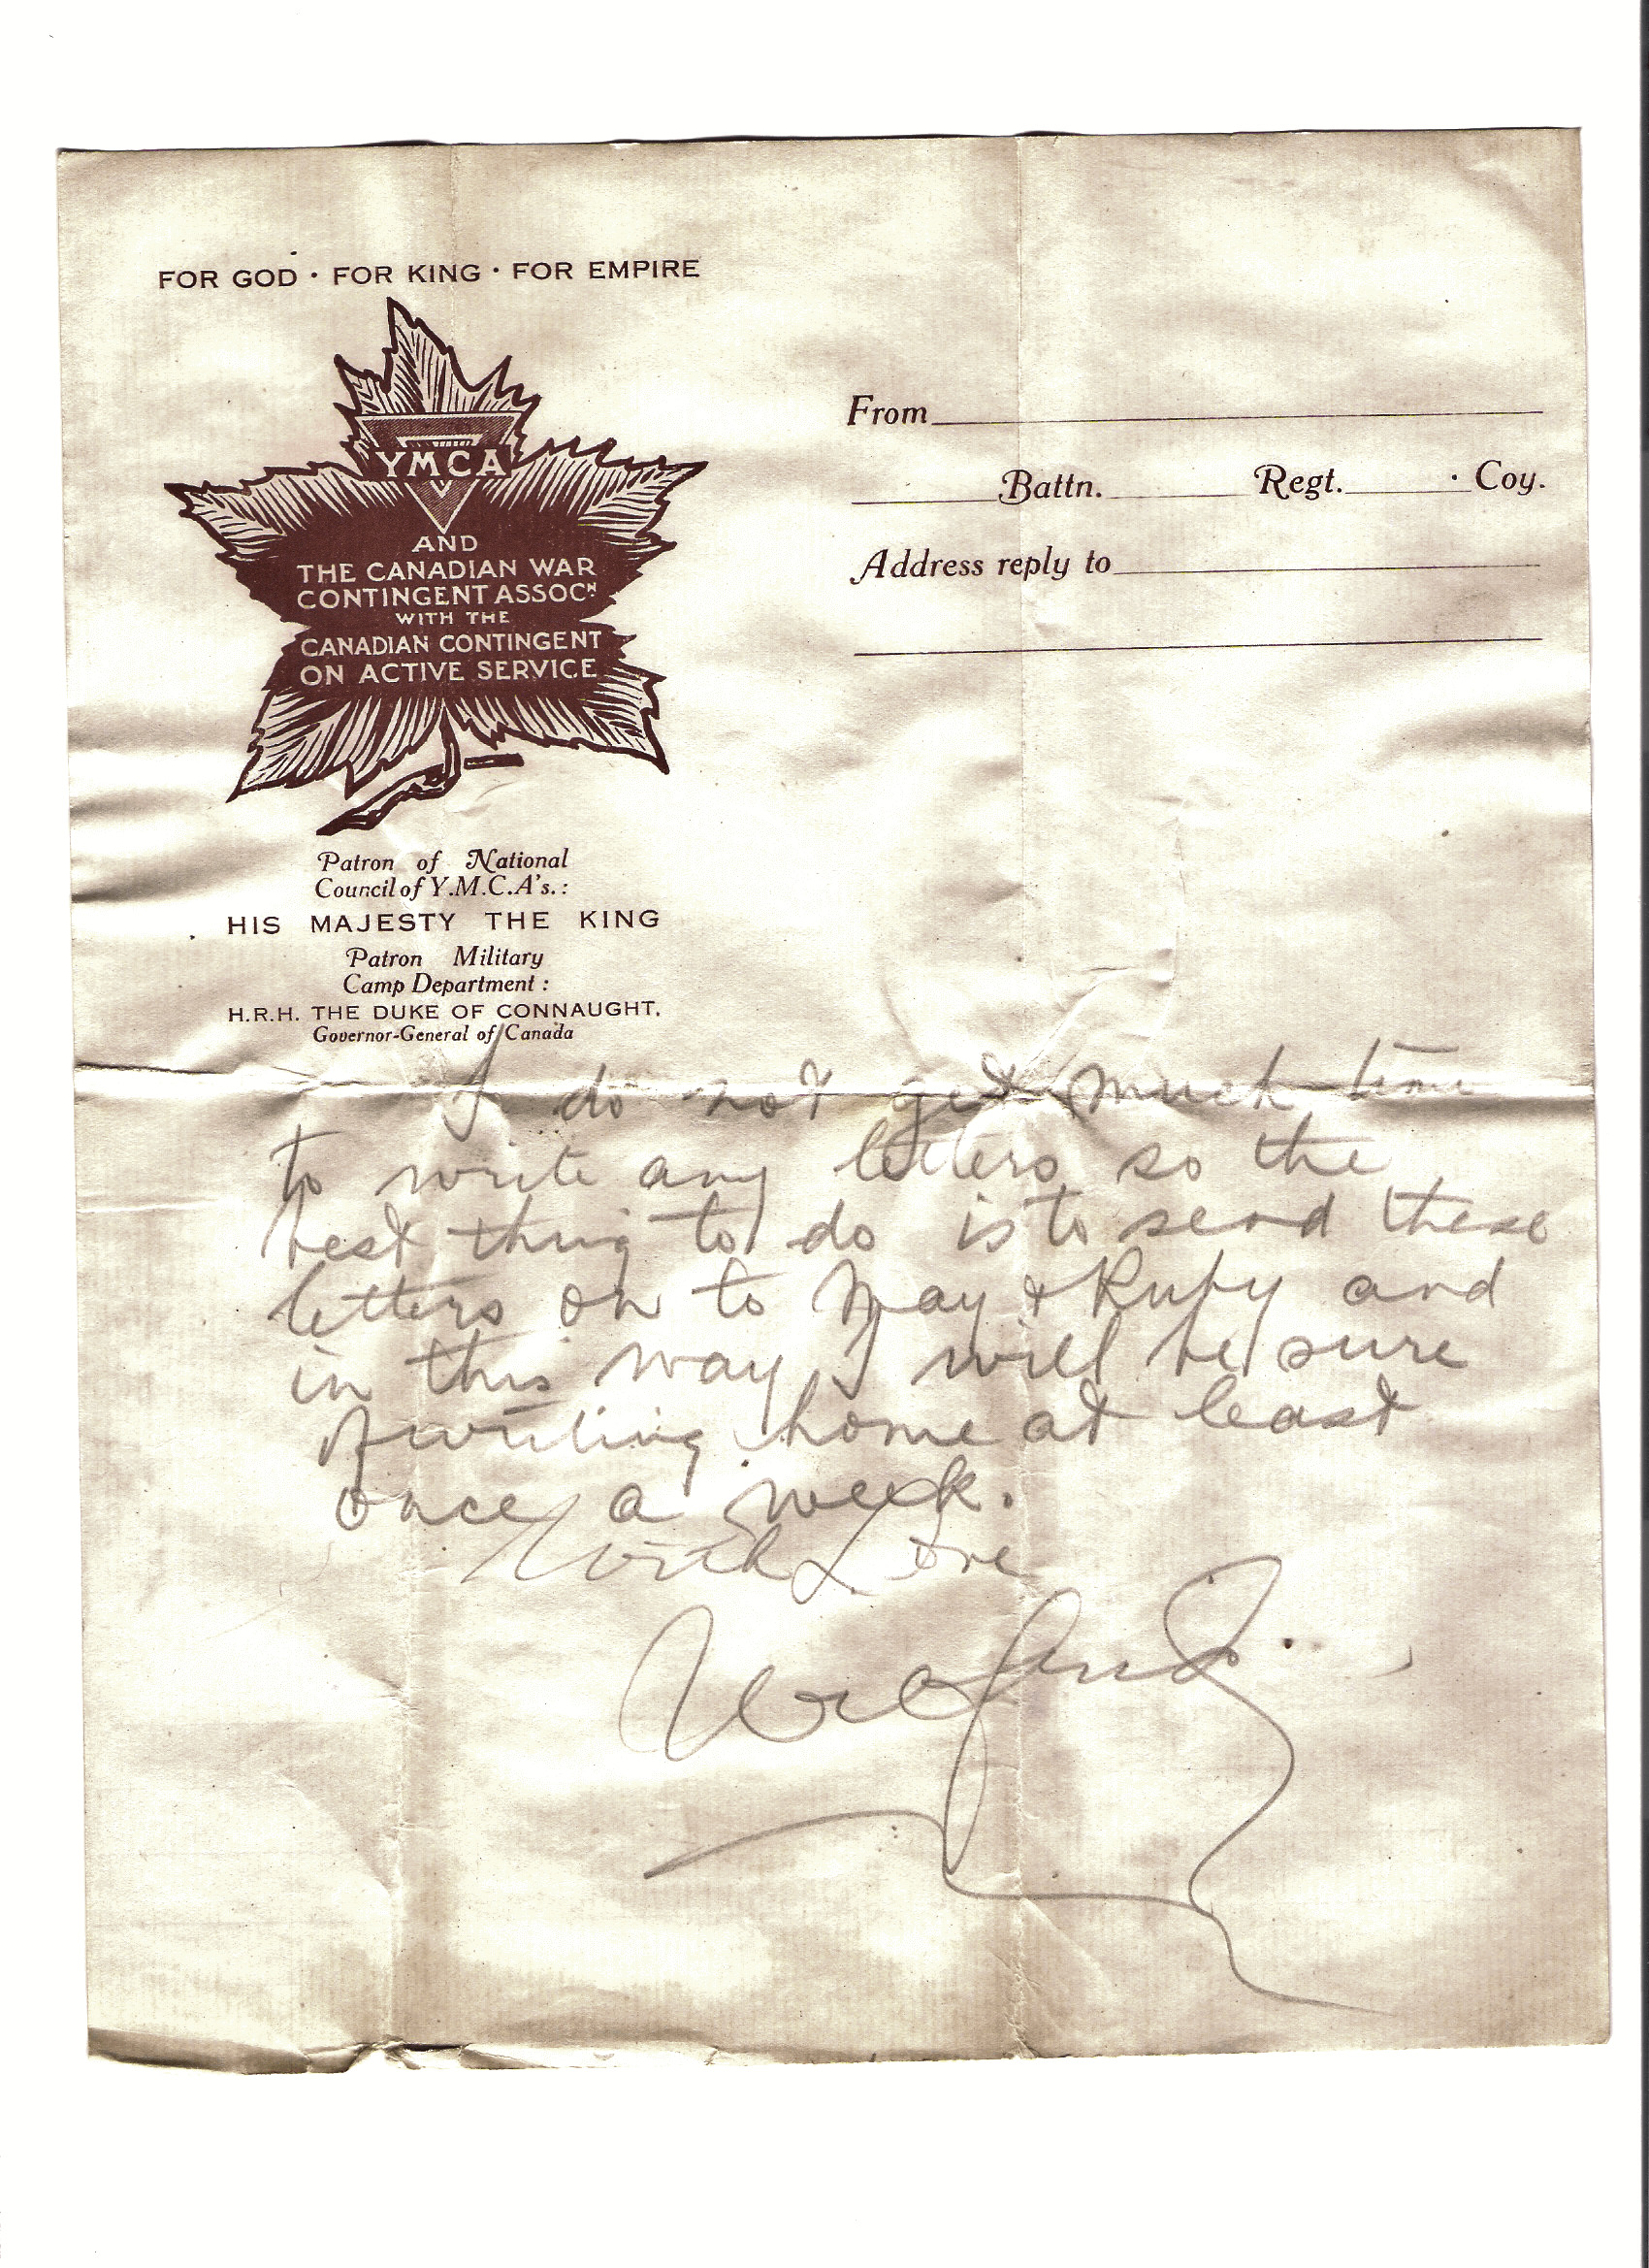 FOR GOD · FOR KING · FOR EMPIRE
YMCA
AND
THE CANADIAN WAR
CONTINGENT ASSOCN
WITH THE
CANADIAN CONTINGENT
ON ACTIVE SERVICE
Patron of National
Council of Y.M.C.A's.:
HIS MAJESTY THE KING
Patron Military
Camp Department:
H.R.H. THE DUKE OF CONNAUGHT,
Governor-General of Canada
From
Battn. Regt. Coy.
Address reply to
I do not get much time
to write any letters so the
best thing to do is to send these
letters on to May & Ruby and
in this way I will be sure
of writing home at least
once a week.
With Love